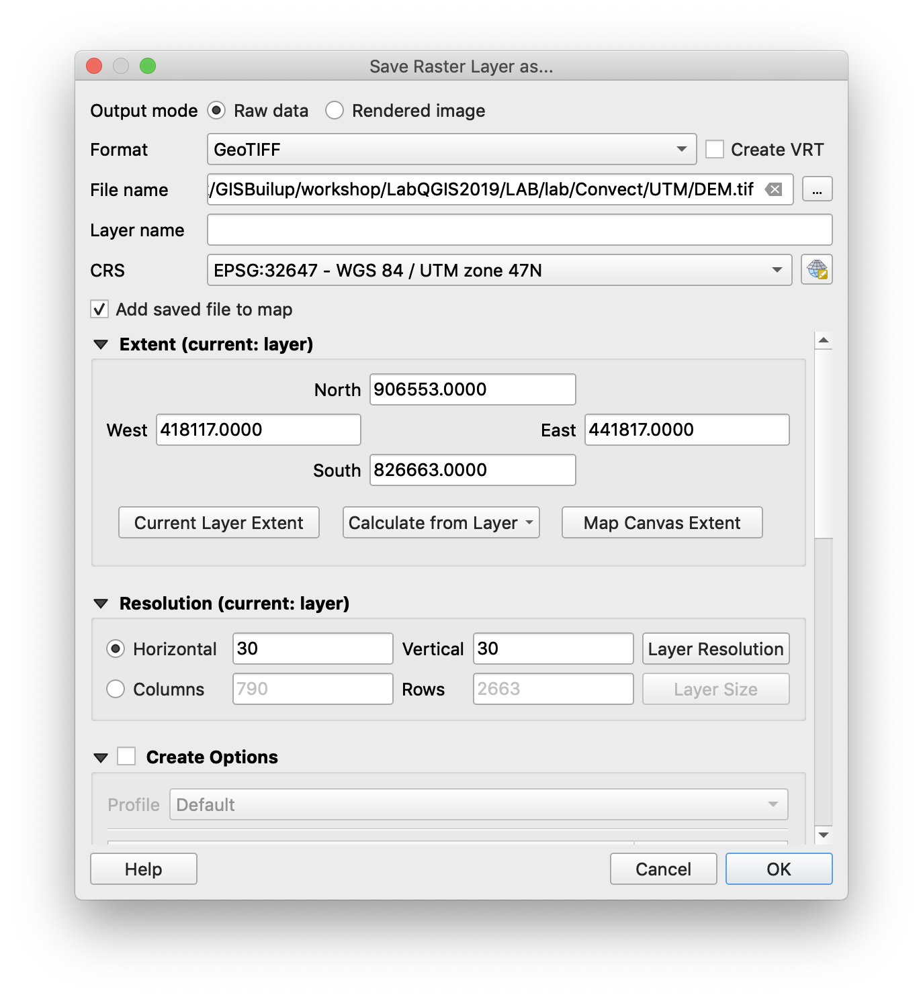 Save Raster Layer as...
Output mode Raw data Rendered image
Format GeoTIFF Create VRT
File name /GISBuilup/workshop/LabQGIS2019/LAB/lab/Convect/UTM/DEM.tif ...
Layer name
CRS EPSG:32647 - WGS 84 / UTM zone 47N
Add saved file to map
Extent (current: layer)
North 906553.0000
West 418117.0000 East 441817.0000
South 826663.0000
Current Layer Extent Calculate from Layer Map Canvas Extent
Resolution (current: layer)
Horizontal 30 Vertical 30 Layer Resolution
Columns 790 Rows 2663 Layer Size
Create Options
Profile Default
Help Cancel OK